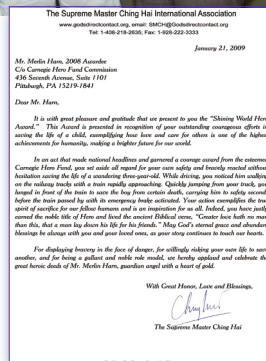 The Supreme Master Ching Hai International Association
www.godsdirectcontact.org, email: SMCH@Godsdirectcontact.org
Tel: 1-408-218-2635; Fax: 1-928-222-3333
January 21, 2009
Mr. Merlin Harn, 2008 Awardee
C/o Carnegie Hero Fund Commission
436 Seventh Avenue, Suite 1101
Pittsburgh, PA 15219-1841
Dear Mr. Harn,
It is with great pleasure and gratitude that we present to you the "Shining World Hero
Award." This Award is presented in recognition of your outstanding courageous efforts in
saving the life of a child, exemplifying how love and care for others is one of the highest
achievements for humanity, making a brighter future for our world.
In an act that made national headlines and garnered a courage award from the esteemed
Carnegie Hero Fund, you set aside all regard for your own safety and bravely reacted without
hesitation saving the life of a wandering three-year-old. While driving, you noticed him walking
on the railway tracks with a train rapidly approaching. Quickly jumping from your truck, you
lunged in front of the train to save the boy from certain death, carrying him to safety seconds
before the train passed by with its emergency brake activated. Your action exemplifies the true
spirit of sacrifice for our fellow humans and is an inspiration for us all. Indeed, you have justly
earned the noble title of Hero and lived the ancient Biblical verse, "Greater love hath no man
than this, that a man lay down his life for his friends." May God's eternal grace and abundant
blessings be always with you and your loved ones, as your story continues to touch our hearts.
For displaying bravery in the face of danger, for willingly risking your own life to save
another, and for being a gallant and noble role model, we hereby applaud and celebrate the
great heroic deeds of Mr. Merlin Harn, guardian angel with a heart of gold.
With Great Honor, Love and Blessings,
The Supreme Master Ching Hai